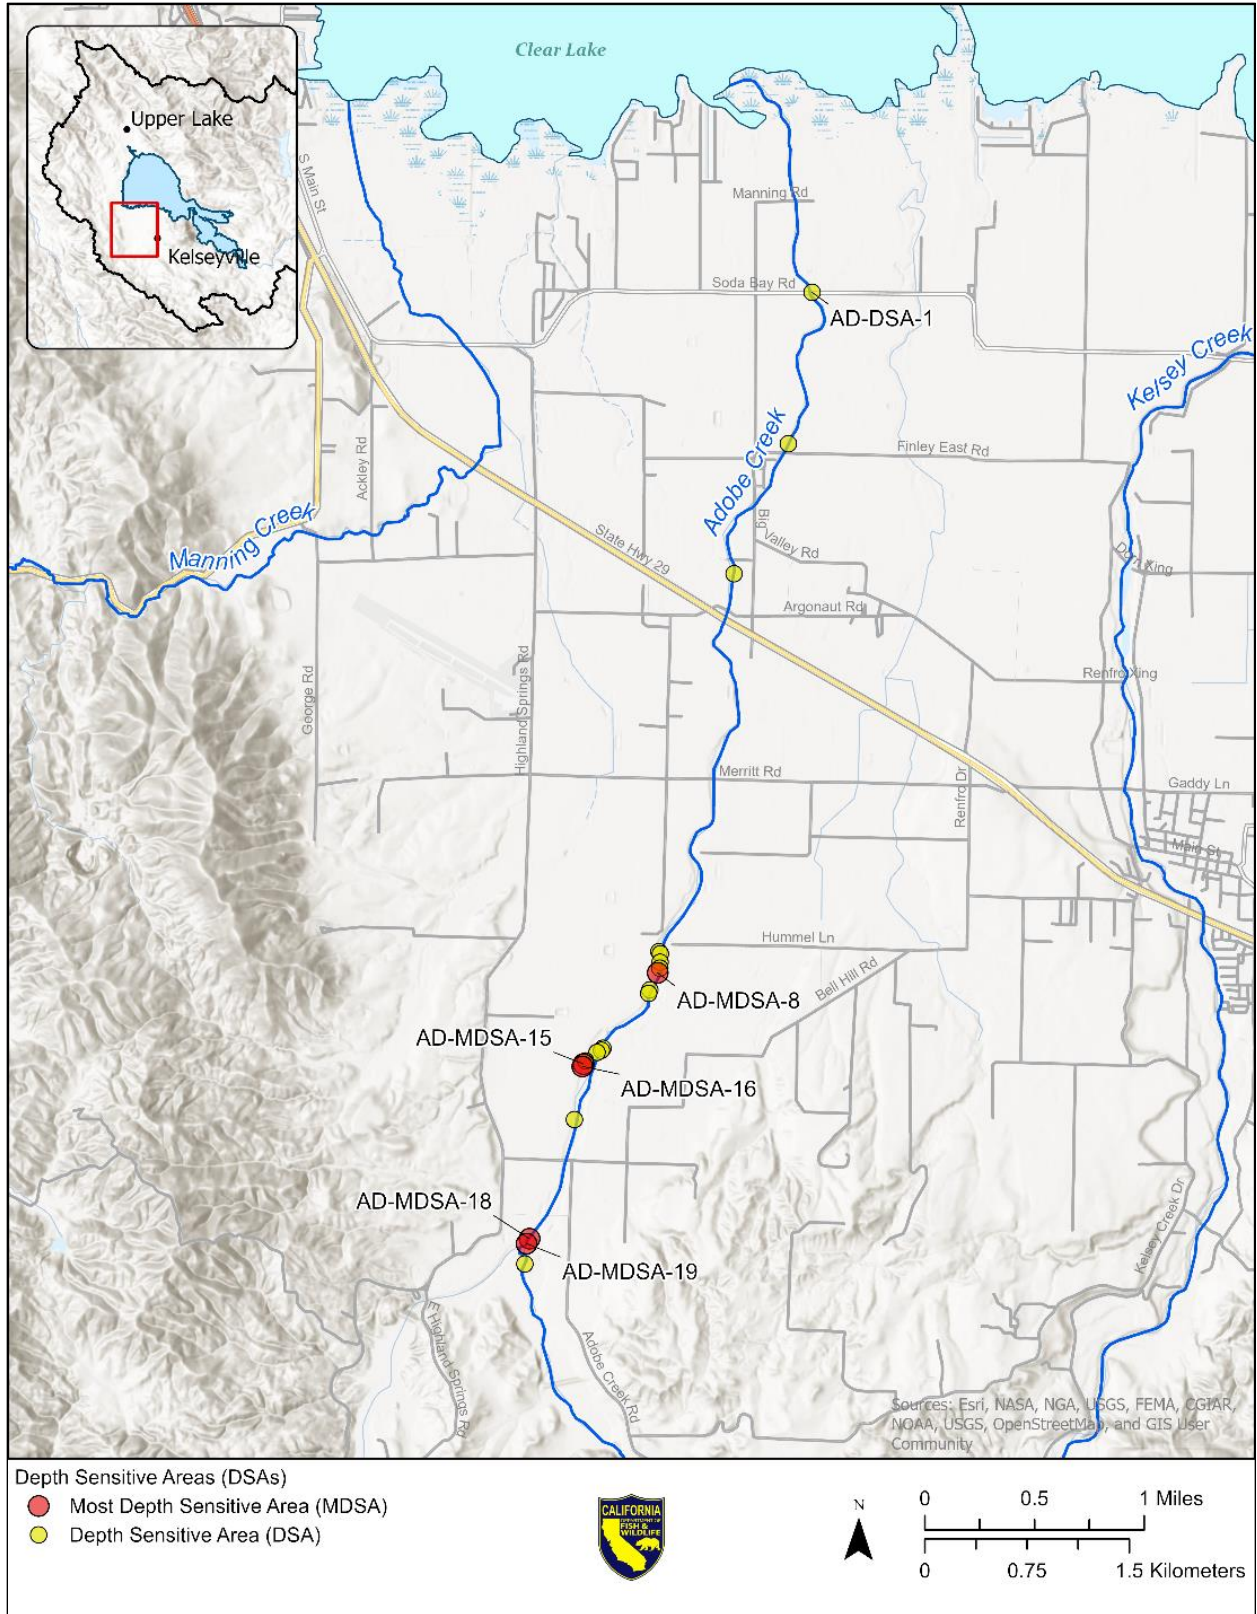 Clear Lake
Upper Lake
Kelseyville
S Main St
Manning Rd
Soda Bay Rd
AD-DSA-1
Kelsey Creek
Ackley Rd
Adobe Creek
Finley East Rd
Manning Creek
State Hwy 29
Big
Valley Rd
Dorn Xing
Argonaut Rd
George Rd
Highland Springs Rd
Renfro Xing
Merritt Rd
Renfro Dr
Gaddy Ln
Main St
Hummel Ln
Bell Hill Rd
AD-MDSA-8
AD-MDSA-15
AD-MDSA-16
AD-MDSA-18
AD-MDSA-19
Kelsey Creek Dr
E Highland Springs Rd
Adobe Creek Rd
Sources: Esri, NASA, NGA, USGS, FEMA, CGIAR,
NOAA, USGS, OpenStreetMap, and GIS User
Community
Depth Sensitive Areas (DSAs)
Most Depth Sensitive Area (MDSA)
Depth Sensitive Area (DSA)
CALIFORNIA
DEPARTMENT OF
FISH &
WILDLIFE
N
0 0.5 1 Miles
0 0.75 1.5 Kilometers